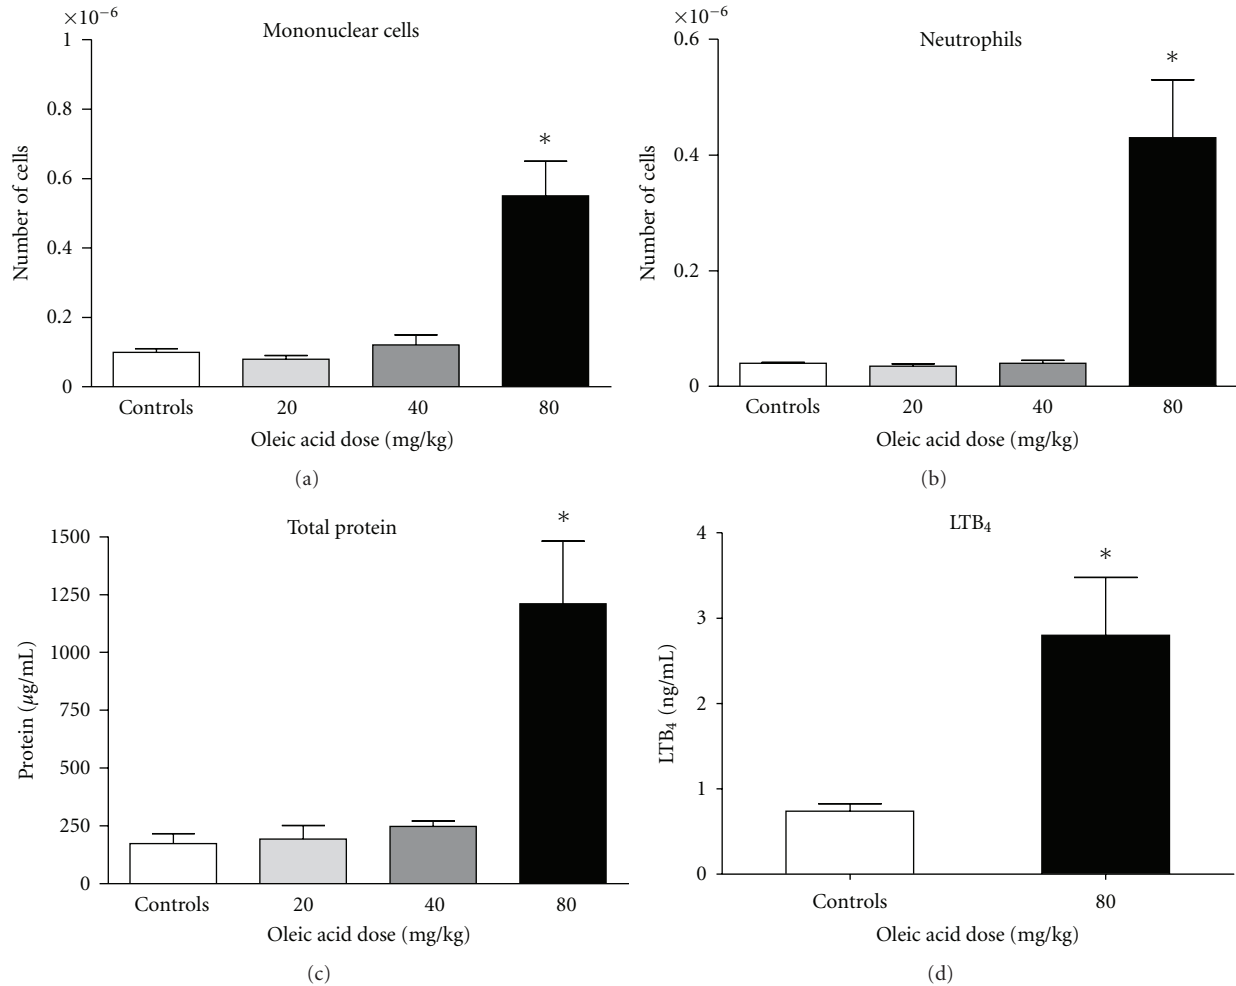 ×10⁻⁶
Mononuclear cells
1
0.8
0.6
0.4
0.2
0
Number of cells
*
Controls 20 40 80
Oleic acid dose (mg/kg)
(a)
×10⁻⁶
Neutrophils
0.6
0.4
0.2
0
Number of cells
*
Controls 20 40 80
Oleic acid dose (mg/kg)
(b)
Total protein
1500
1250
1000
750
500
250
0
Protein (μg/mL)
*
Controls 20 40 80
Oleic acid dose (mg/kg)
(c)
LTB₄
4
3
2
1
0
LTB₄ (ng/mL)
*
Controls 80
Oleic acid dose (mg/kg)
(d)